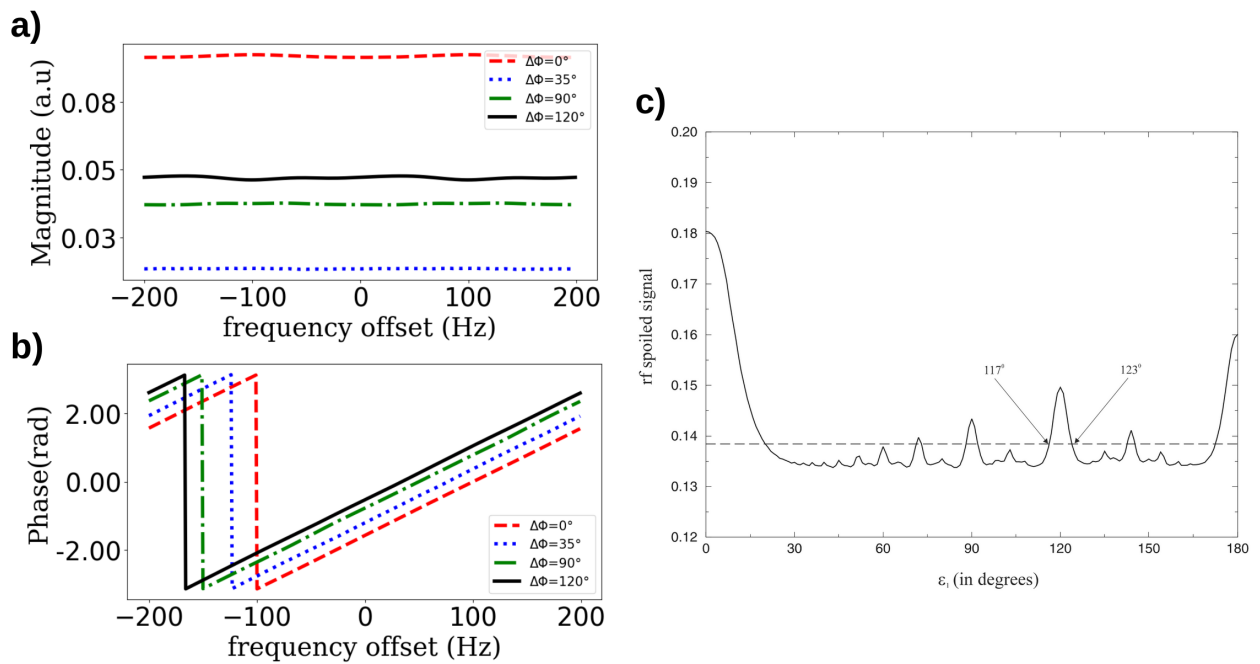 a)
Magnitude (a.u)
0.08
0.05
0.03
ΔΦ=0°
ΔΦ=35°
ΔΦ=90°
ΔΦ=120°
−200 −100 0 100 200
frequency offset (Hz)
b)
Phase(rad)
2.00
0.00
-2.00
ΔΦ=0°
ΔΦ=35°
ΔΦ=90°
ΔΦ=120°
−200 −100 0 100 200
frequency offset (Hz)
c)
rf spoiled signal
0.20
0.19
0.18
0.17
0.16
0.15
0.14
0.13
0.12
117°
123°
0 30 60 90 120 150 180
ε₁ (in degrees)